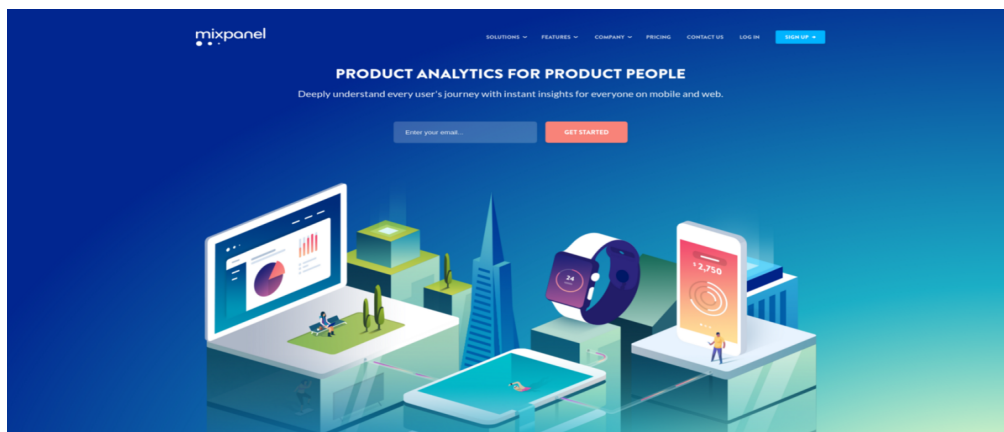 mixpanel
SOLUTIONS FEATURES COMPANY PRICING CONTACT US LOG IN SIGN UP
PRODUCT ANALYTICS FOR PRODUCT PEOPLE
Deeply understand every user's journey with instant insights for everyone on mobile and web.
Enter your email... GET STARTED
$2,750
24